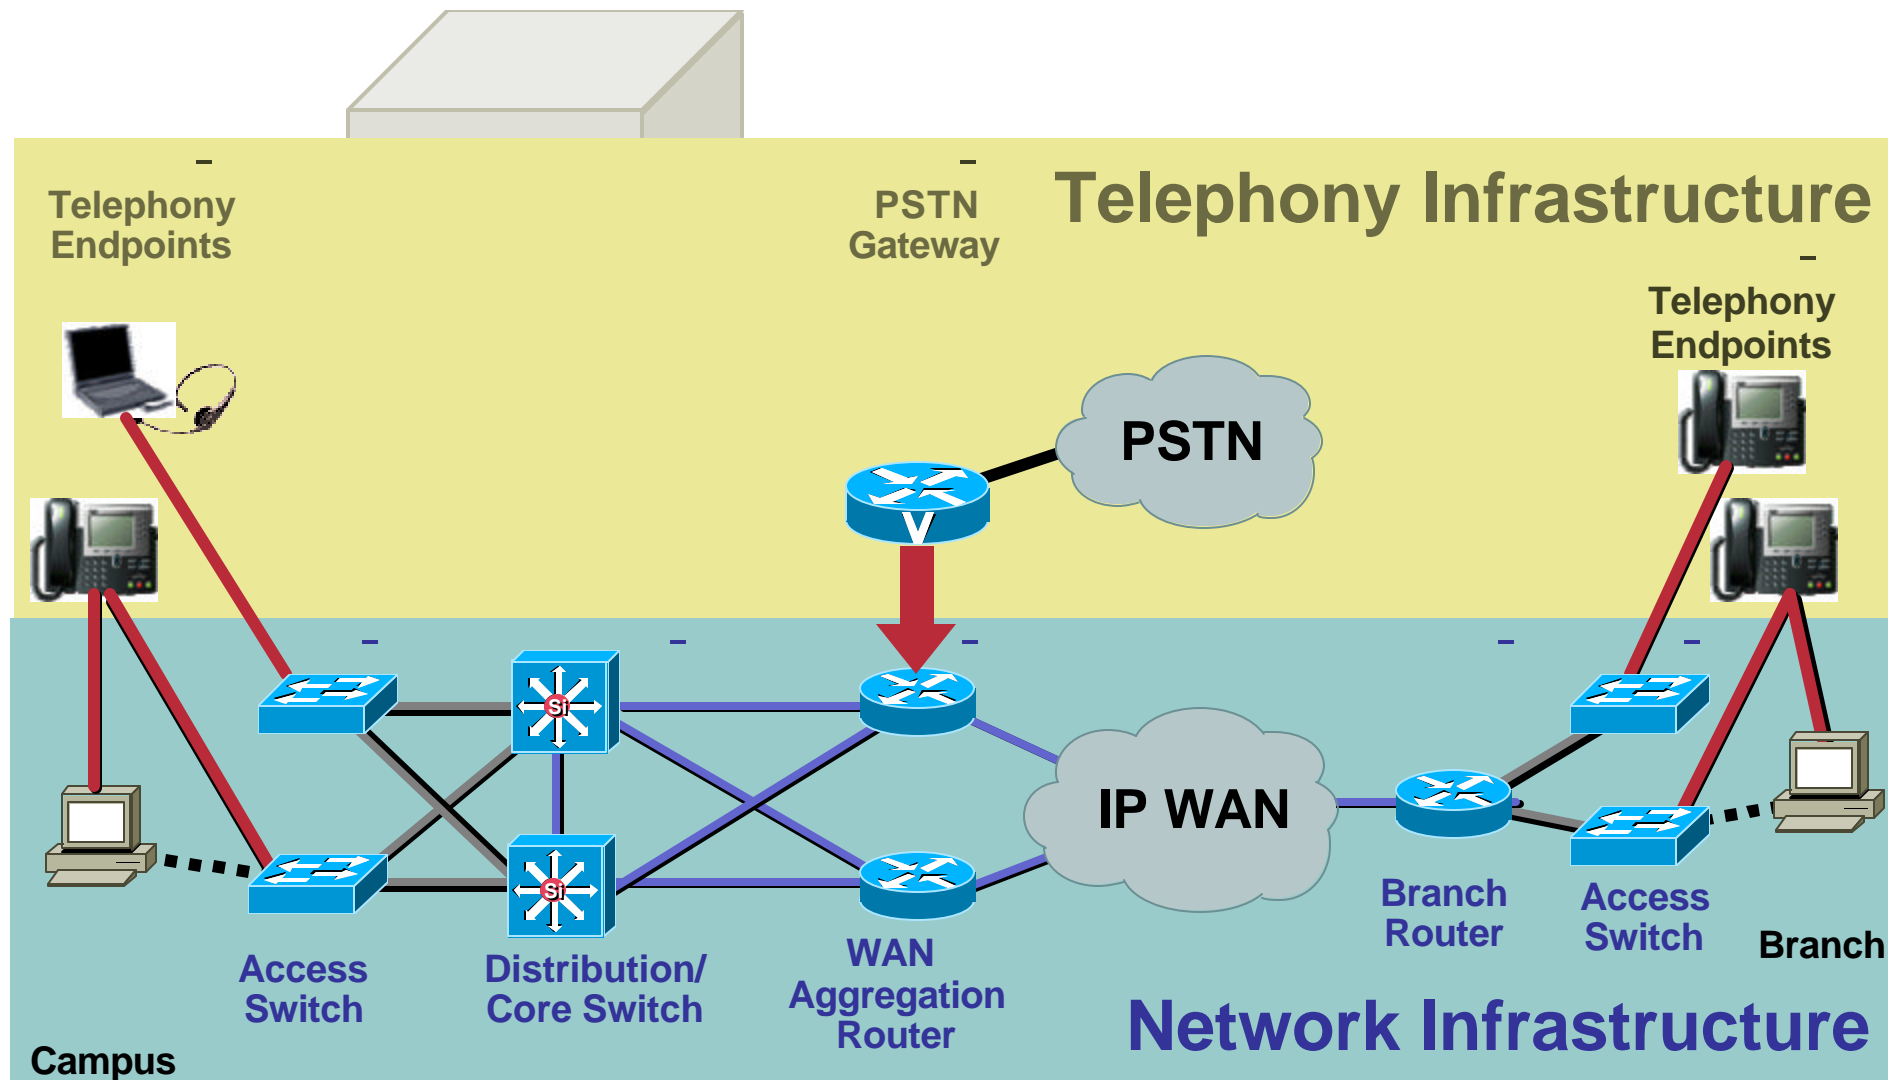 Telephony
Endpoints
PSTN
Gateway
Telephony Infrastructure
Telephony
Endpoints
PSTN
V
Si
Si
IP WAN
Access
Switch
Distribution/
Core Switch
WAN
Aggregation
Router
Branch
Router
Access
Switch
Branch
Network Infrastructure
Campus